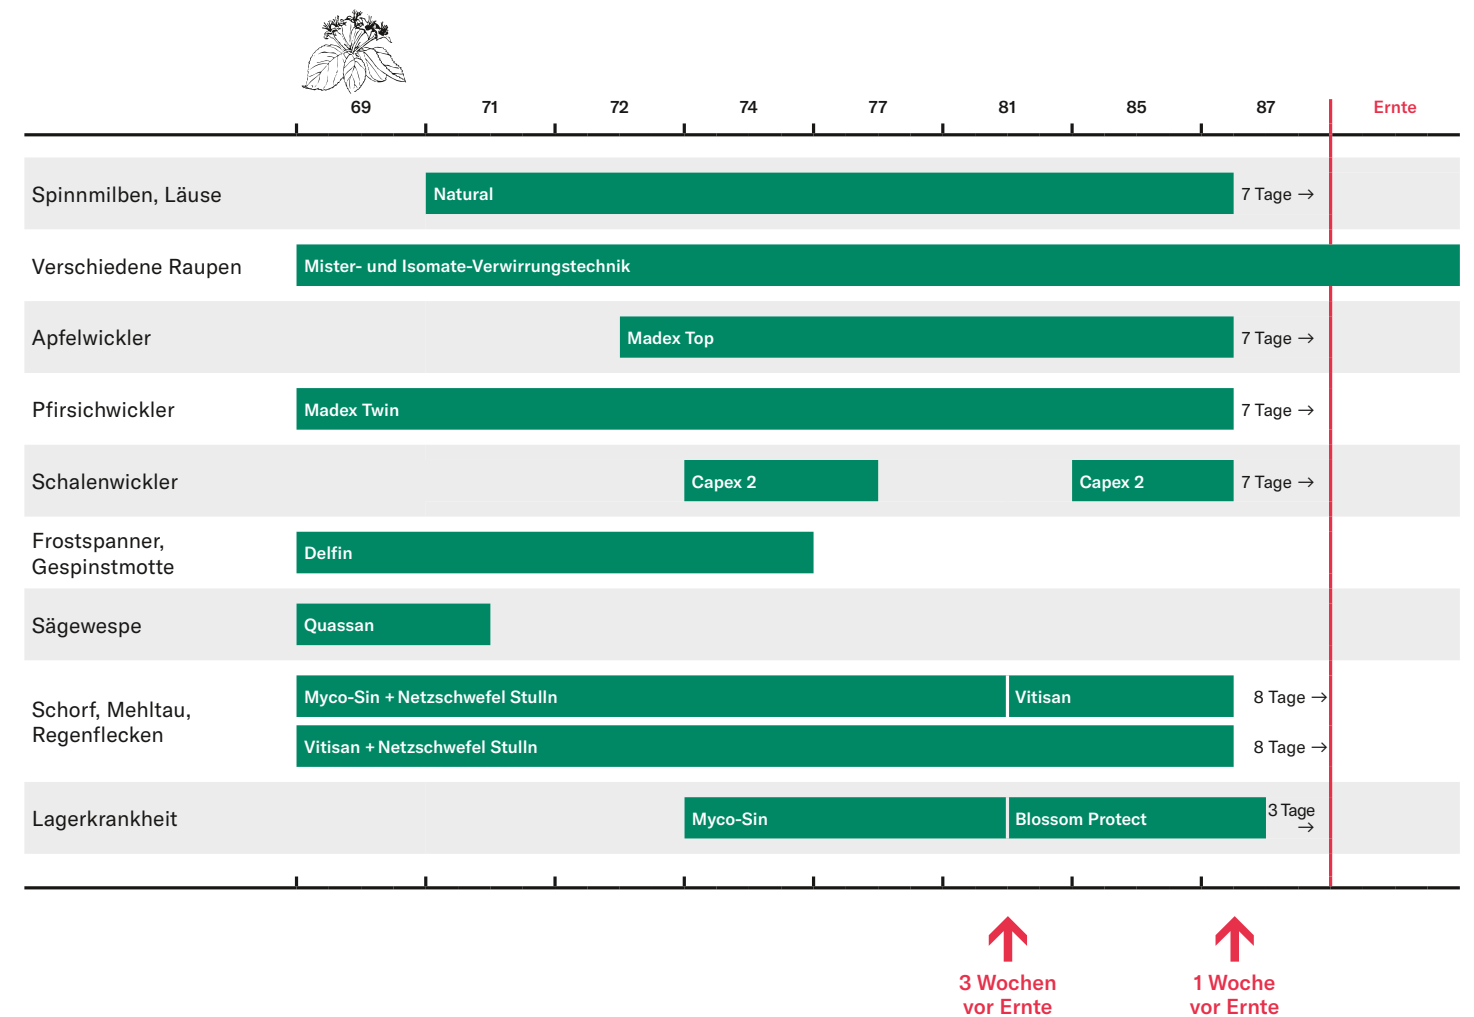 69 71 72 74 77 81 85 87 Ernte
Spinnmilben, Läuse
Natural
7 Tage →
Verschiedene Raupen
Mister- und Isomate-Verwirrungstechnik
Apfelwickler
Madex Top
7 Tage →
Pfirsichwickler
Madex Twin
7 Tage →
Schalenwickler
Capex 2
Capex 2
7 Tage →
Frostspanner,
Gespinstmotte
Delfin
Sägewespe
Quassan
Schorf, Mehltau,
Regenflecken
Myco-Sin + Netzschwefel Stulln
Vitisan
8 Tage →
Vitisan + Netzschwefel Stulln
8 Tage →
Lagerkrankheit
Myco-Sin
Blossom Protect
3 Tage
→
3 Wochen
vor Ernte
1 Woche
vor Ernte